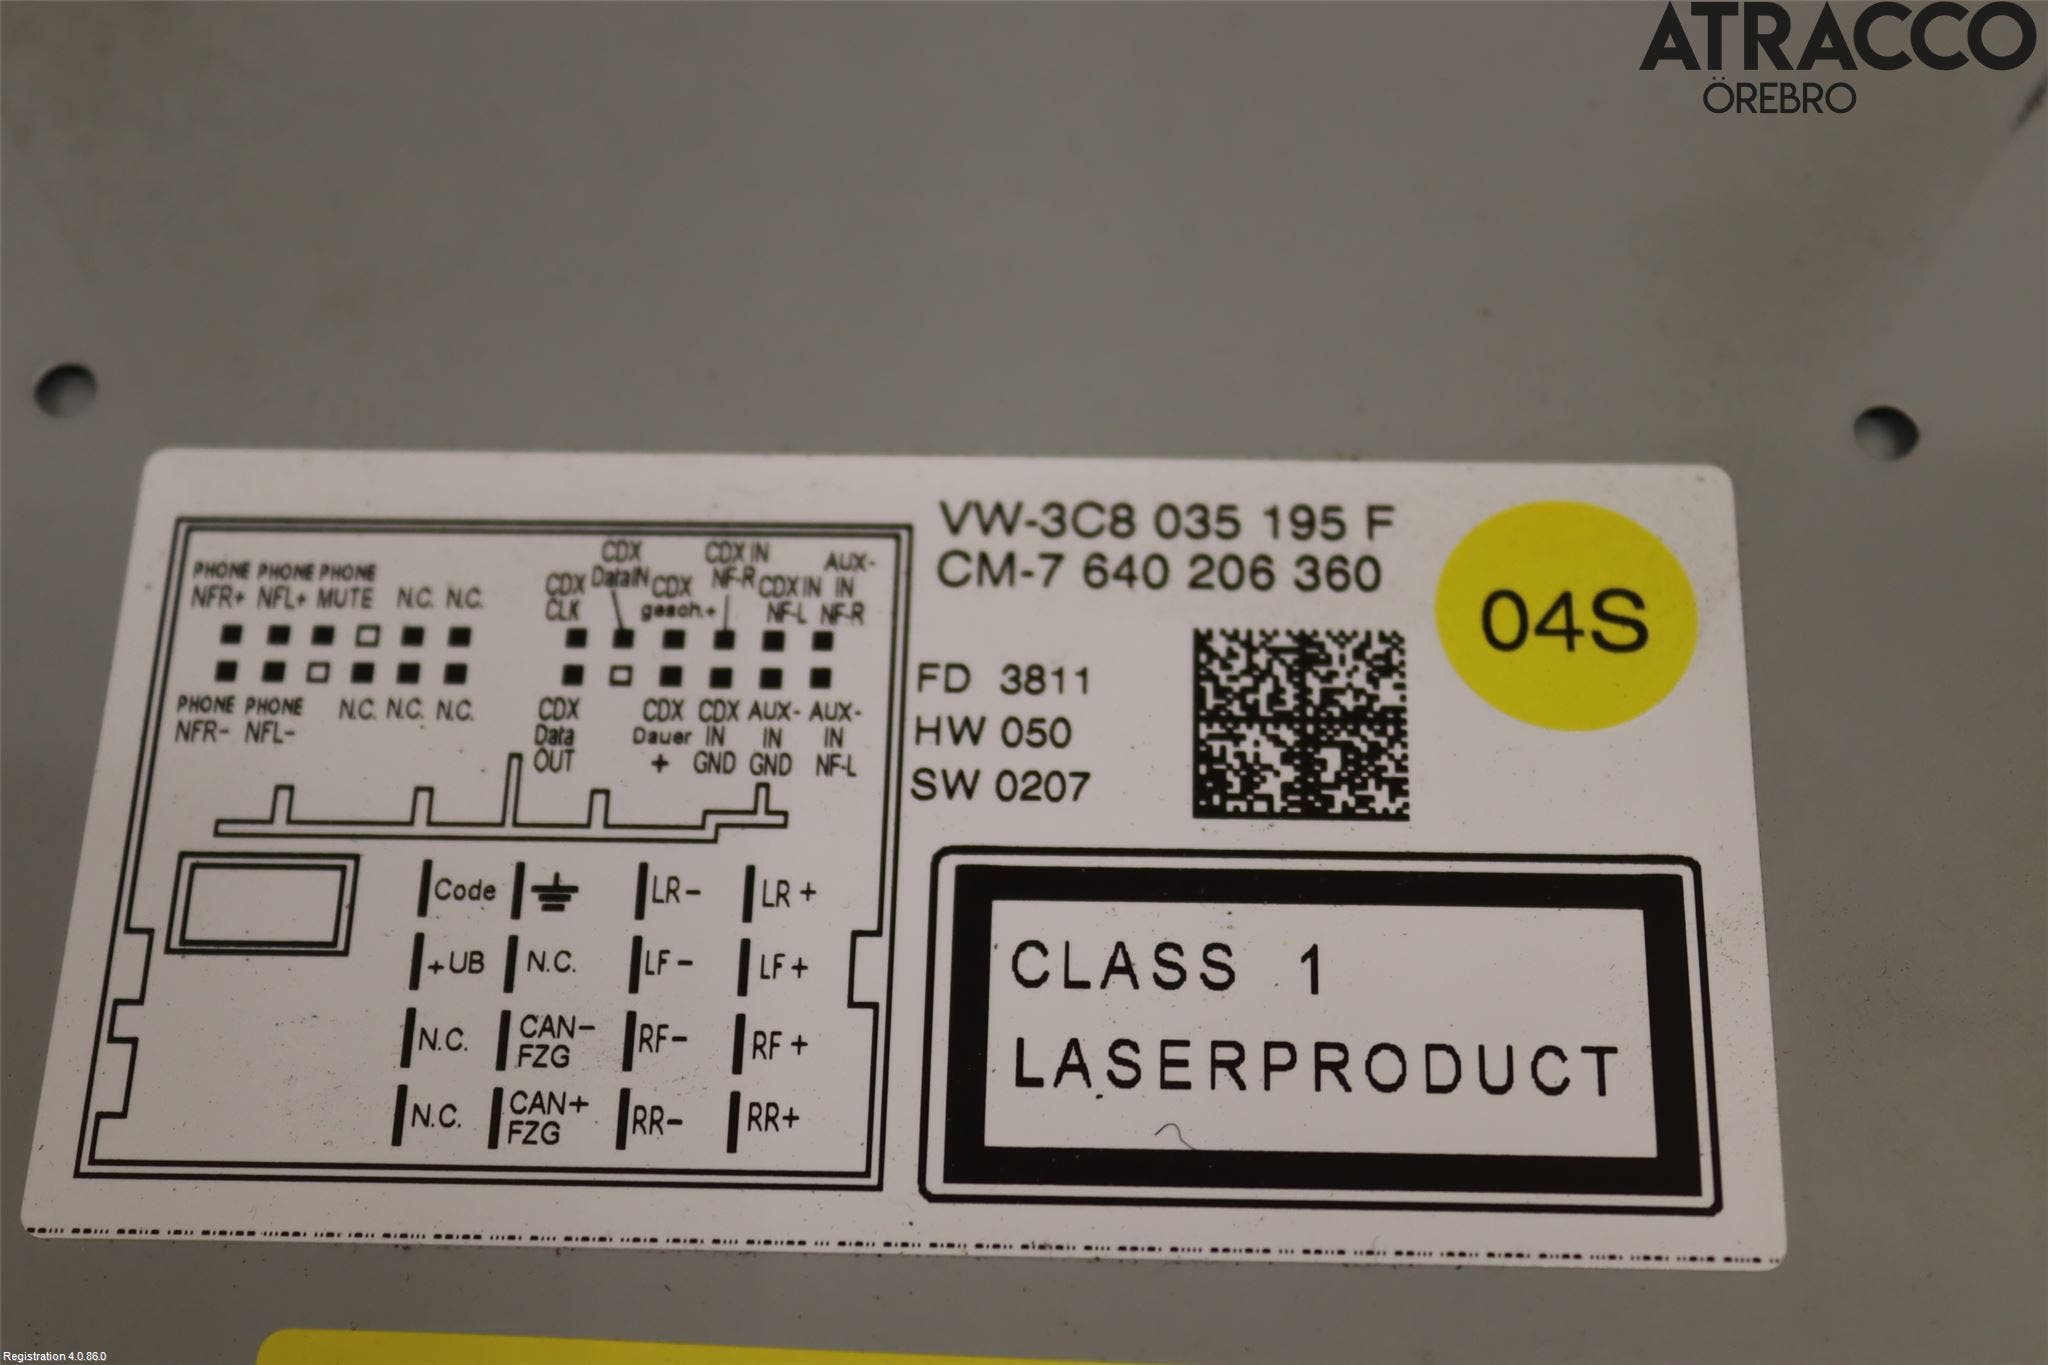 ATRACCO
ÖREBRO
VW-3C8 035 195 F
CM-7 640 206 360
04S
FD 3811
HW 050
SW 0207
CLASS 1
LASERPRODUCT
PHONE PHONE PHONE
NFR+ NFL+ MUTE N.C. N.C.
CDX CDX IN AUX-
CDX DataIN CDX NF-R CDX IN IN
CLK gesch.+ NF-L NF-R
PHONE PHONE N.C. N.C. N.C.
NFR- NFL-
CDX CDX CDX AUX- AUX-
Data Dauer IN IN IN
OUT + GND GND NF-L
Code LR- LR+
+UB N.C. LF- LF+
N.C. CAN- FZG RF- RF+
N.C. CAN+ FZG RR- RR+
Registration 4.0.86.0